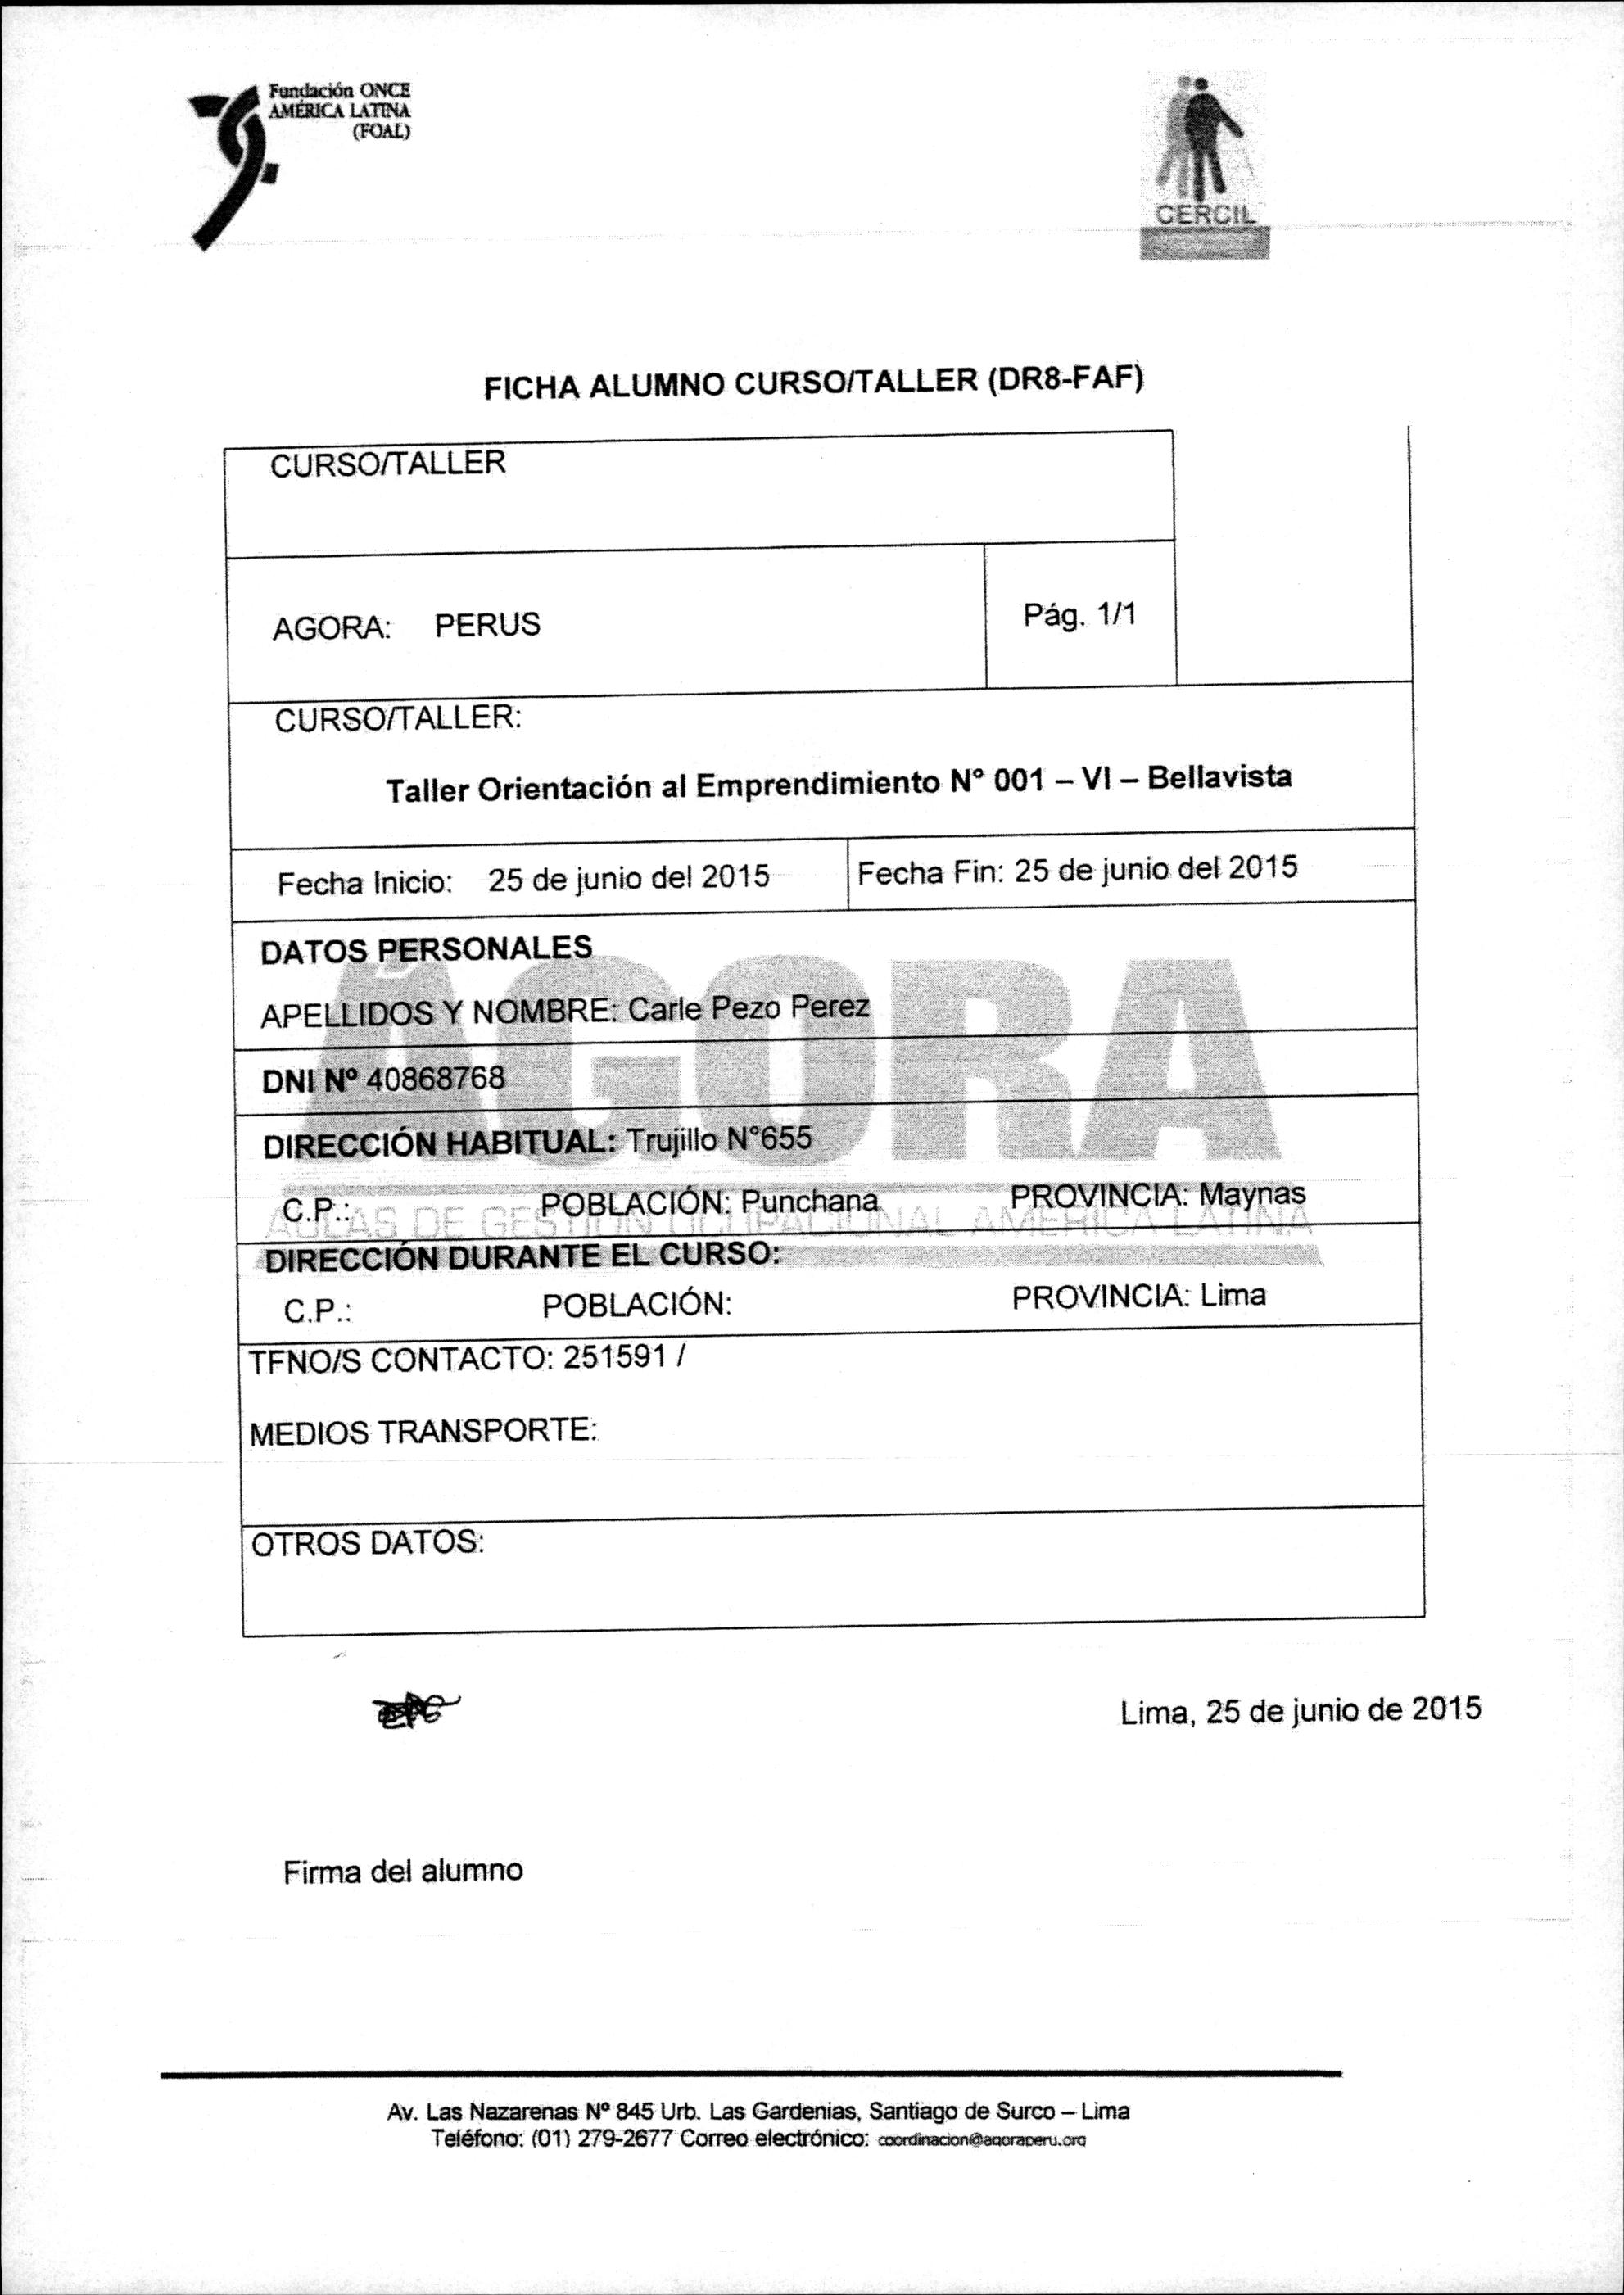 Fundación ONCE
AMÉRICA LATINA
(FOAL)
CERCIL
FICHA ALUMNO CURSO/TALLER (DR8-FAF)
CURSO/TALLER
AGORA: PERUS
Pág. 1/1
CURSO/TALLER:
Taller Orientación al Emprendimiento Nº 001 – VI – Bellavista
Fecha Inicio: 25 de junio del 2015
Fecha Fin: 25 de junio del 2015
ÁGORA
DATOS PERSONALES
APELLIDOS Y NOMBRE: Carle Pezo Perez
DNI Nº 40868768
DIRECCIÓN HABITUAL: Trujillo N°655
C.P.: POBLACIÓN: Punchana PROVINCIA: Maynas
AULAS DE GESTIÓN OCUPACIONAL AMÉRICA LATINA
DIRECCIÓN DURANTE EL CURSO:
C.P.: POBLACIÓN: PROVINCIA: Lima
TFNO/S CONTACTO: 251591 /
MEDIOS TRANSPORTE:
OTROS DATOS:
Lima, 25 de junio de 2015
Firma del alumno
Av. Las Nazarenas Nº 845 Urb. Las Gardenias, Santiago de Surco – Lima
Teléfono: (01) 279-2677 Correo electrónico: coordinacion@agoraperu.org